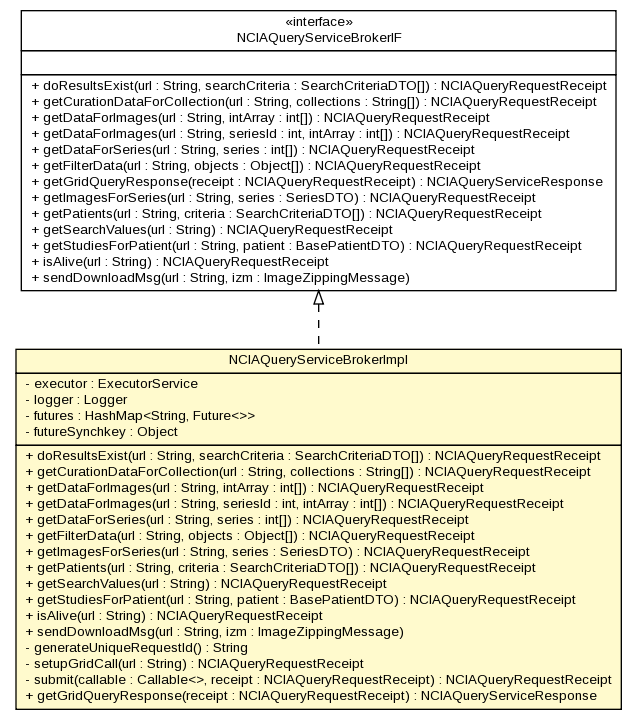 «interface»
NCIAQueryServiceBrokerIF
+ doResultsExist(url : String, searchCriteria : SearchCriteriaDTO[]) : NCIAQueryRequestReceipt
+ getCurationDataForCollection(url : String, collections : String[]) : NCIAQueryRequestReceipt
+ getDataForImages(url : String, intArray : int[]) : NCIAQueryRequestReceipt
+ getDataForImages(url : String, seriesId : int, intArray : int[]) : NCIAQueryRequestReceipt
+ getDataForSeries(url : String, series : int[]) : NCIAQueryRequestReceipt
+ getFilterData(url : String, objects : Object[]) : NCIAQueryRequestReceipt
+ getGridQueryResponse(receipt : NCIAQueryRequestReceipt) : NCIAQueryServiceResponse
+ getImagesForSeries(url : String, series : SeriesDTO) : NCIAQueryRequestReceipt
+ getPatients(url : String, criteria : SearchCriteriaDTO[]) : NCIAQueryRequestReceipt
+ getSearchValues(url : String) : NCIAQueryRequestReceipt
+ getStudiesForPatient(url : String, patient : BasePatientDTO) : NCIAQueryRequestReceipt
+ isAlive(url : String) : NCIAQueryRequestReceipt
+ sendDownloadMsg(url : String, izm : ImageZippingMessage)
NCIAQueryServiceBrokerImpl
- executor : ExecutorService
- logger : Logger
- futures : HashMap<String, Future<>>
- futureSynchkey : Object
+ doResultsExist(url : String, searchCriteria : SearchCriteriaDTO[]) : NCIAQueryRequestReceipt
+ getCurationDataForCollection(url : String, collections : String[]) : NCIAQueryRequestReceipt
+ getDataForImages(url : String, intArray : int[]) : NCIAQueryRequestReceipt
+ getDataForImages(url : String, seriesId : int, intArray : int[]) : NCIAQueryRequestReceipt
+ getDataForSeries(url : String, series : int[]) : NCIAQueryRequestReceipt
+ getFilterData(url : String, objects : Object[]) : NCIAQueryRequestReceipt
+ getImagesForSeries(url : String, series : SeriesDTO) : NCIAQueryRequestReceipt
+ getPatients(url : String, criteria : SearchCriteriaDTO[]) : NCIAQueryRequestReceipt
+ getSearchValues(url : String) : NCIAQueryRequestReceipt
+ getStudiesForPatient(url : String, patient : BasePatientDTO) : NCIAQueryRequestReceipt
+ isAlive(url : String) : NCIAQueryRequestReceipt
+ sendDownloadMsg(url : String, izm : ImageZippingMessage)
- generateUniqueRequestId() : String
- setupGridCall(url : String) : NCIAQueryRequestReceipt
- submit(callable : Callable<>, receipt : NCIAQueryRequestReceipt) : NCIAQueryRequestReceipt
+ getGridQueryResponse(receipt : NCIAQueryRequestReceipt) : NCIAQueryServiceResponse